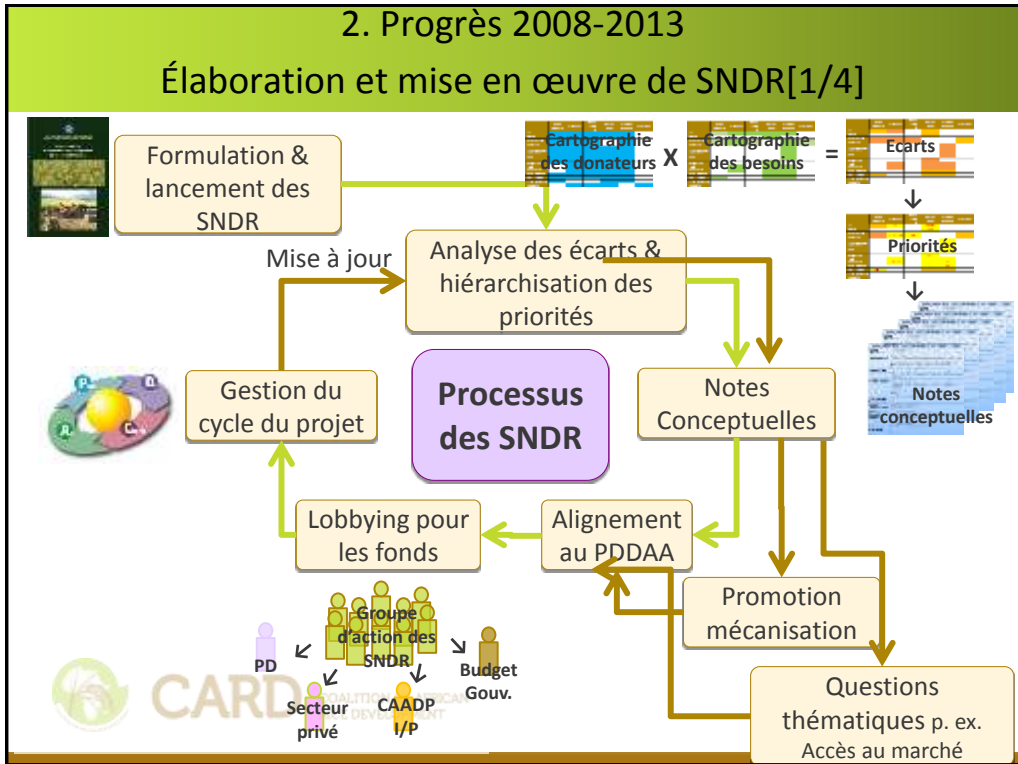 2. Progrès 2008-2013
Élaboration et mise en œuvre de SNDR[1/4]
Formulation &
lancement des
SNDR
Cartographie
des donateurs
X
Cartographie
des besoins
=
Ecarts
Priorités
Notes
conceptuelles
Mise à jour
Analyse des écarts &
hiérarchisation des
priorités
Gestion du
cycle du projet
Processus
des SNDR
Notes
Conceptuelles
Lobbying pour
les fonds
Alignement
au PDDAA
Promotion
mécanisation
Questions
thématiques p. ex.
Accès au marché
Groupe
d'action des
SNDR
PD
Secteur
privé
CAADP
I/P
Budget
Gouv.
CARD